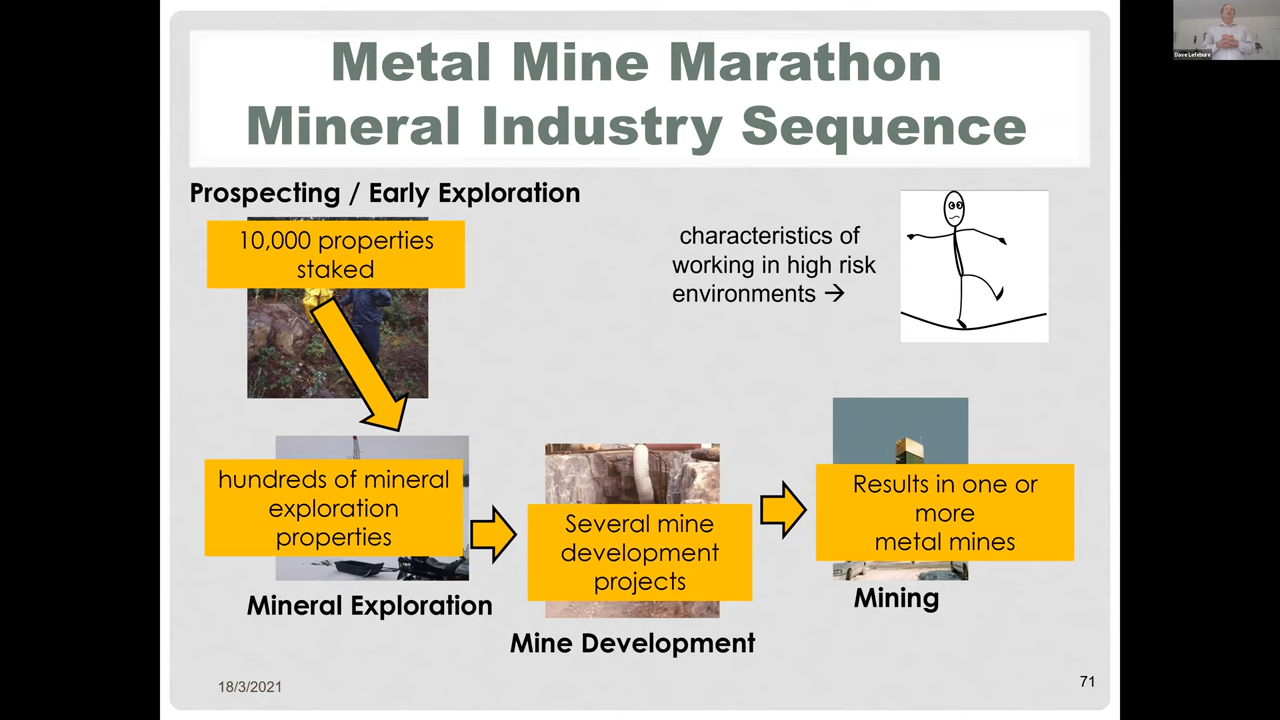 Metal Mine Marathon
Mineral Industry Sequence
Prospecting / Early Exploration
10,000 properties
staked
characteristics of
working in high risk
environments →
hundreds of mineral
exploration
properties
Mineral Exploration
Several mine
development
projects
Mine Development
Results in one or
more
metal mines
Mining
18/3/2021
71
Dave Lefebure